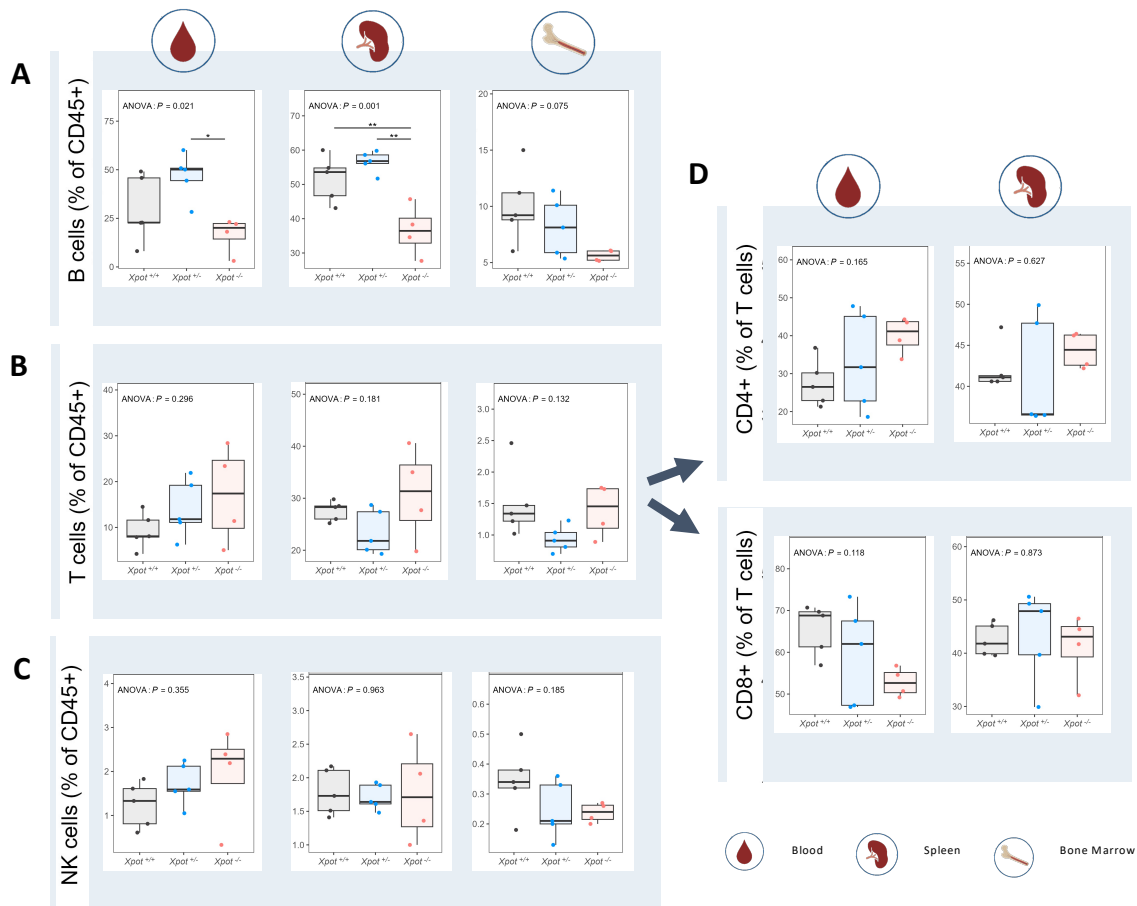 A
B cells (% of CD45+)
ANOVA: P = 0.021
75
50
25
0
*
Xpot +/+ Xpot +/- Xpot -/-
ANOVA: P = 0.001
70
60
50
40
30
**
**
Xpot +/+ Xpot +/- Xpot -/-
ANOVA: P = 0.075
20
15
10
5
Xpot +/+ Xpot +/- Xpot -/-
B
T cells (% of CD45+)
ANOVA: P = 0.296
40
30
20
10
Xpot +/+ Xpot +/- Xpot -/-
ANOVA: P = 0.181
50
40
30
20
Xpot +/+ Xpot +/- Xpot -/-
ANOVA: P = 0.132
3.0
2.5
2.0
1.5
1.0
Xpot +/+ Xpot +/- Xpot -/-
C
NK cells (% of CD45+)
ANOVA: P = 0.355
4
3
2
1
Xpot +/+ Xpot +/- Xpot -/-
ANOVA: P = 0.963
3.5
3.0
2.5
2.0
1.5
1.0
Xpot +/+ Xpot +/- Xpot -/-
ANOVA: P = 0.185
0.6
0.5
0.4
0.3
0.2
Xpot +/+ Xpot +/- Xpot -/-
D
CD4+ (% of T cells)
ANOVA: P = 0.165
60
50
40
30
20
Xpot +/+ Xpot +/- Xpot -/-
ANOVA: P = 0.627
55
50
45
40
Xpot +/+ Xpot +/- Xpot -/-
CD8+ (% of T cells)
ANOVA: P = 0.118
80
70
60
50
Xpot +/+ Xpot +/- Xpot -/-
ANOVA: P = 0.873
60
50
40
30
Xpot +/+ Xpot +/- Xpot -/-
Blood Spleen Bone Marrow